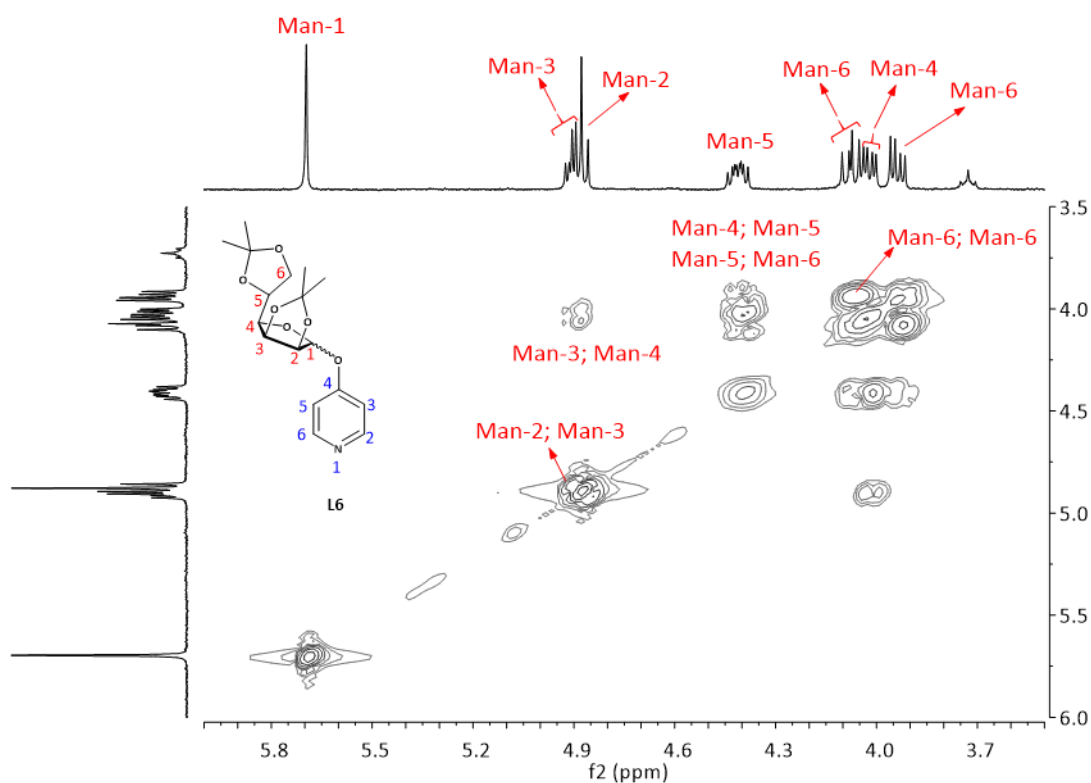 Man-1
Man-3
Man-2
Man-5
Man-6
Man-4
Man-6
Man-4; Man-5
Man-5; Man-6
Man-6; Man-6
Man-3; Man-4
Man-2; Man-3
O
O
6
5
O
O
4
O
O
3
2
1
O
4
5
3
6
2
N
1
L6
3.5
4.0
4.5
5.0
5.5
6.0
5.8
5.5
5.2
4.9
4.6
4.3
4.0
3.7
f2 (ppm)